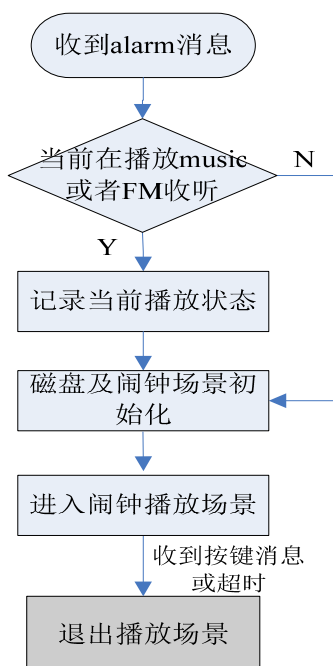 收到alarm消息
当前在播放music
或者FM收听
N
Y
记录当前播放状态
磁盘及闹钟场景初
始化
进入闹钟播放场景
收到按键消息
或超时
退出播放场景